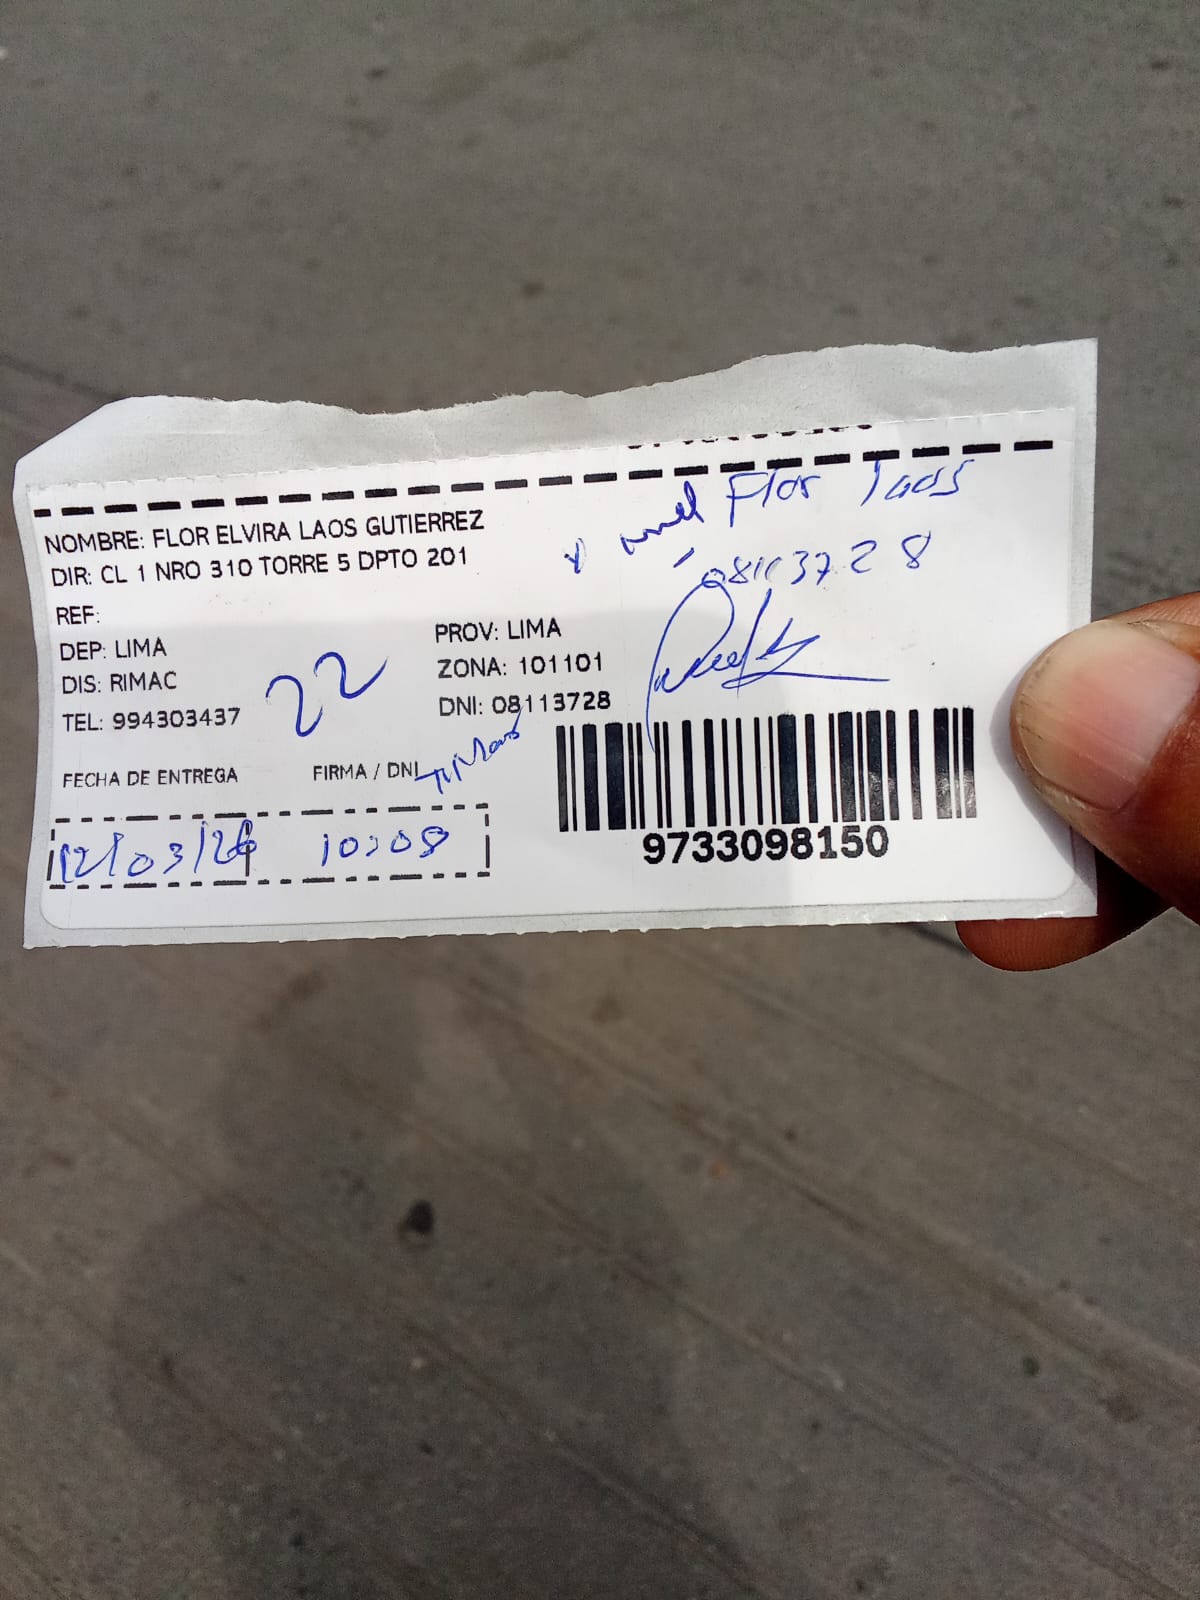 NOMBRE: FLOR ELVIRA LAOS GUTIERREZ
DIR: CL 1 NRO 310 TORRE 5 DPTO 201
REF:
DEP: LIMA
PROV: LIMA
DIS: RIMAC
ZONA: 101101
TEL: 994303437
DNI: 08113728
22
Flor laos
08113728
FECHA DE ENTREGA
FIRMA / DNI
12/03/26 10:08
9733098150